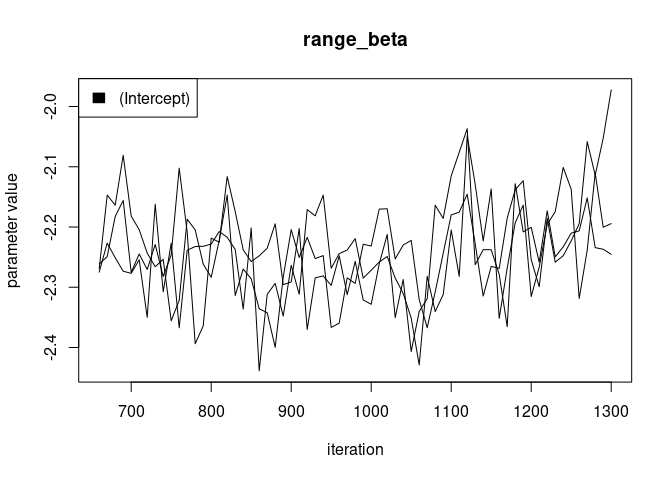 range_beta
(Intercept)
parameter value
-2.0
-2.1
-2.2
-2.3
-2.4
700 800 900 1000 1100 1200 1300
iteration